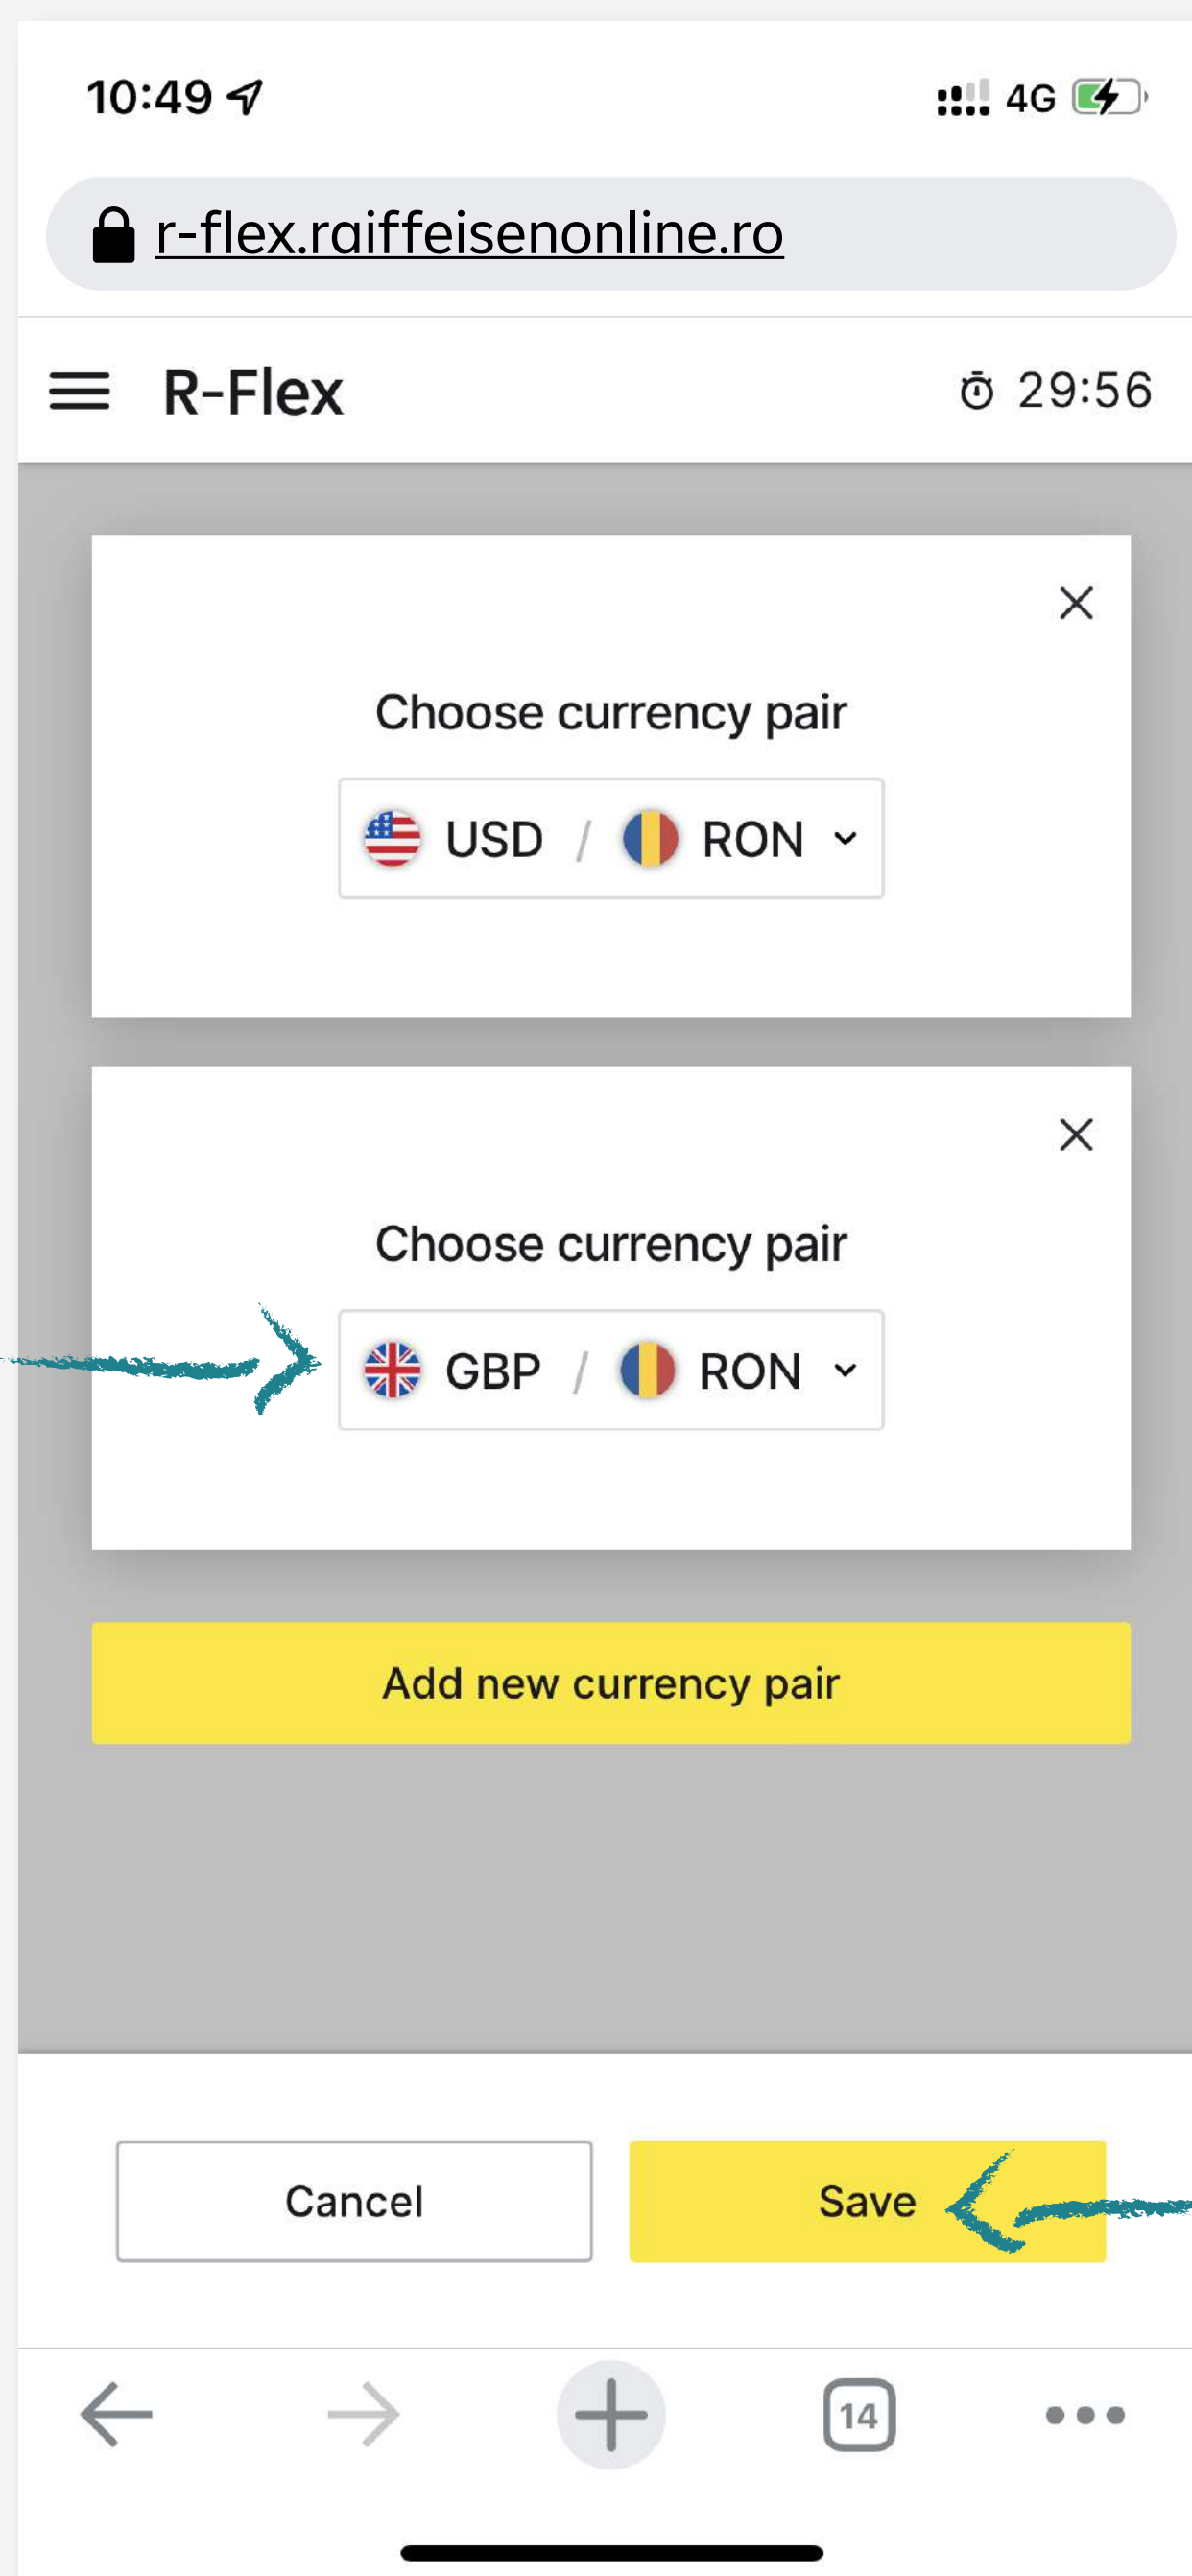 10:49
4G
r-flex.raiffeisenonline.ro
R-Flex
29:56
Choose currency pair
USD / RON
Choose currency pair
GBP / RON
Add new currency pair
Cancel
Save
14